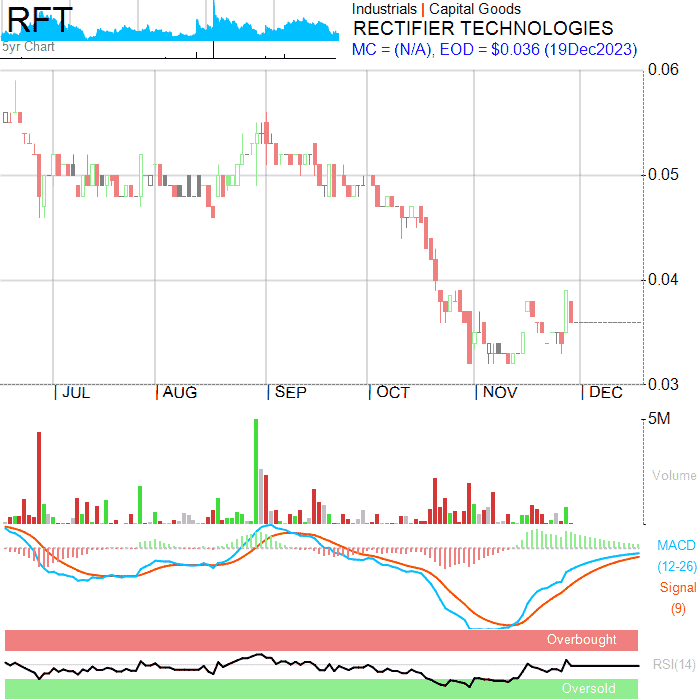 RFT
5yr Chart
Industrials | Capital Goods
RECTIFIER TECHNOLOGIES
MC = (N/A), EOD = $0.036 (19Dec2023)
0.06
0.05
0.04
0.03
JUL AUG SEP OCT NOV DEC
5M
Volume
MACD
(12-26)
Signal
(9)
Overbought
RSI(14)
Oversold